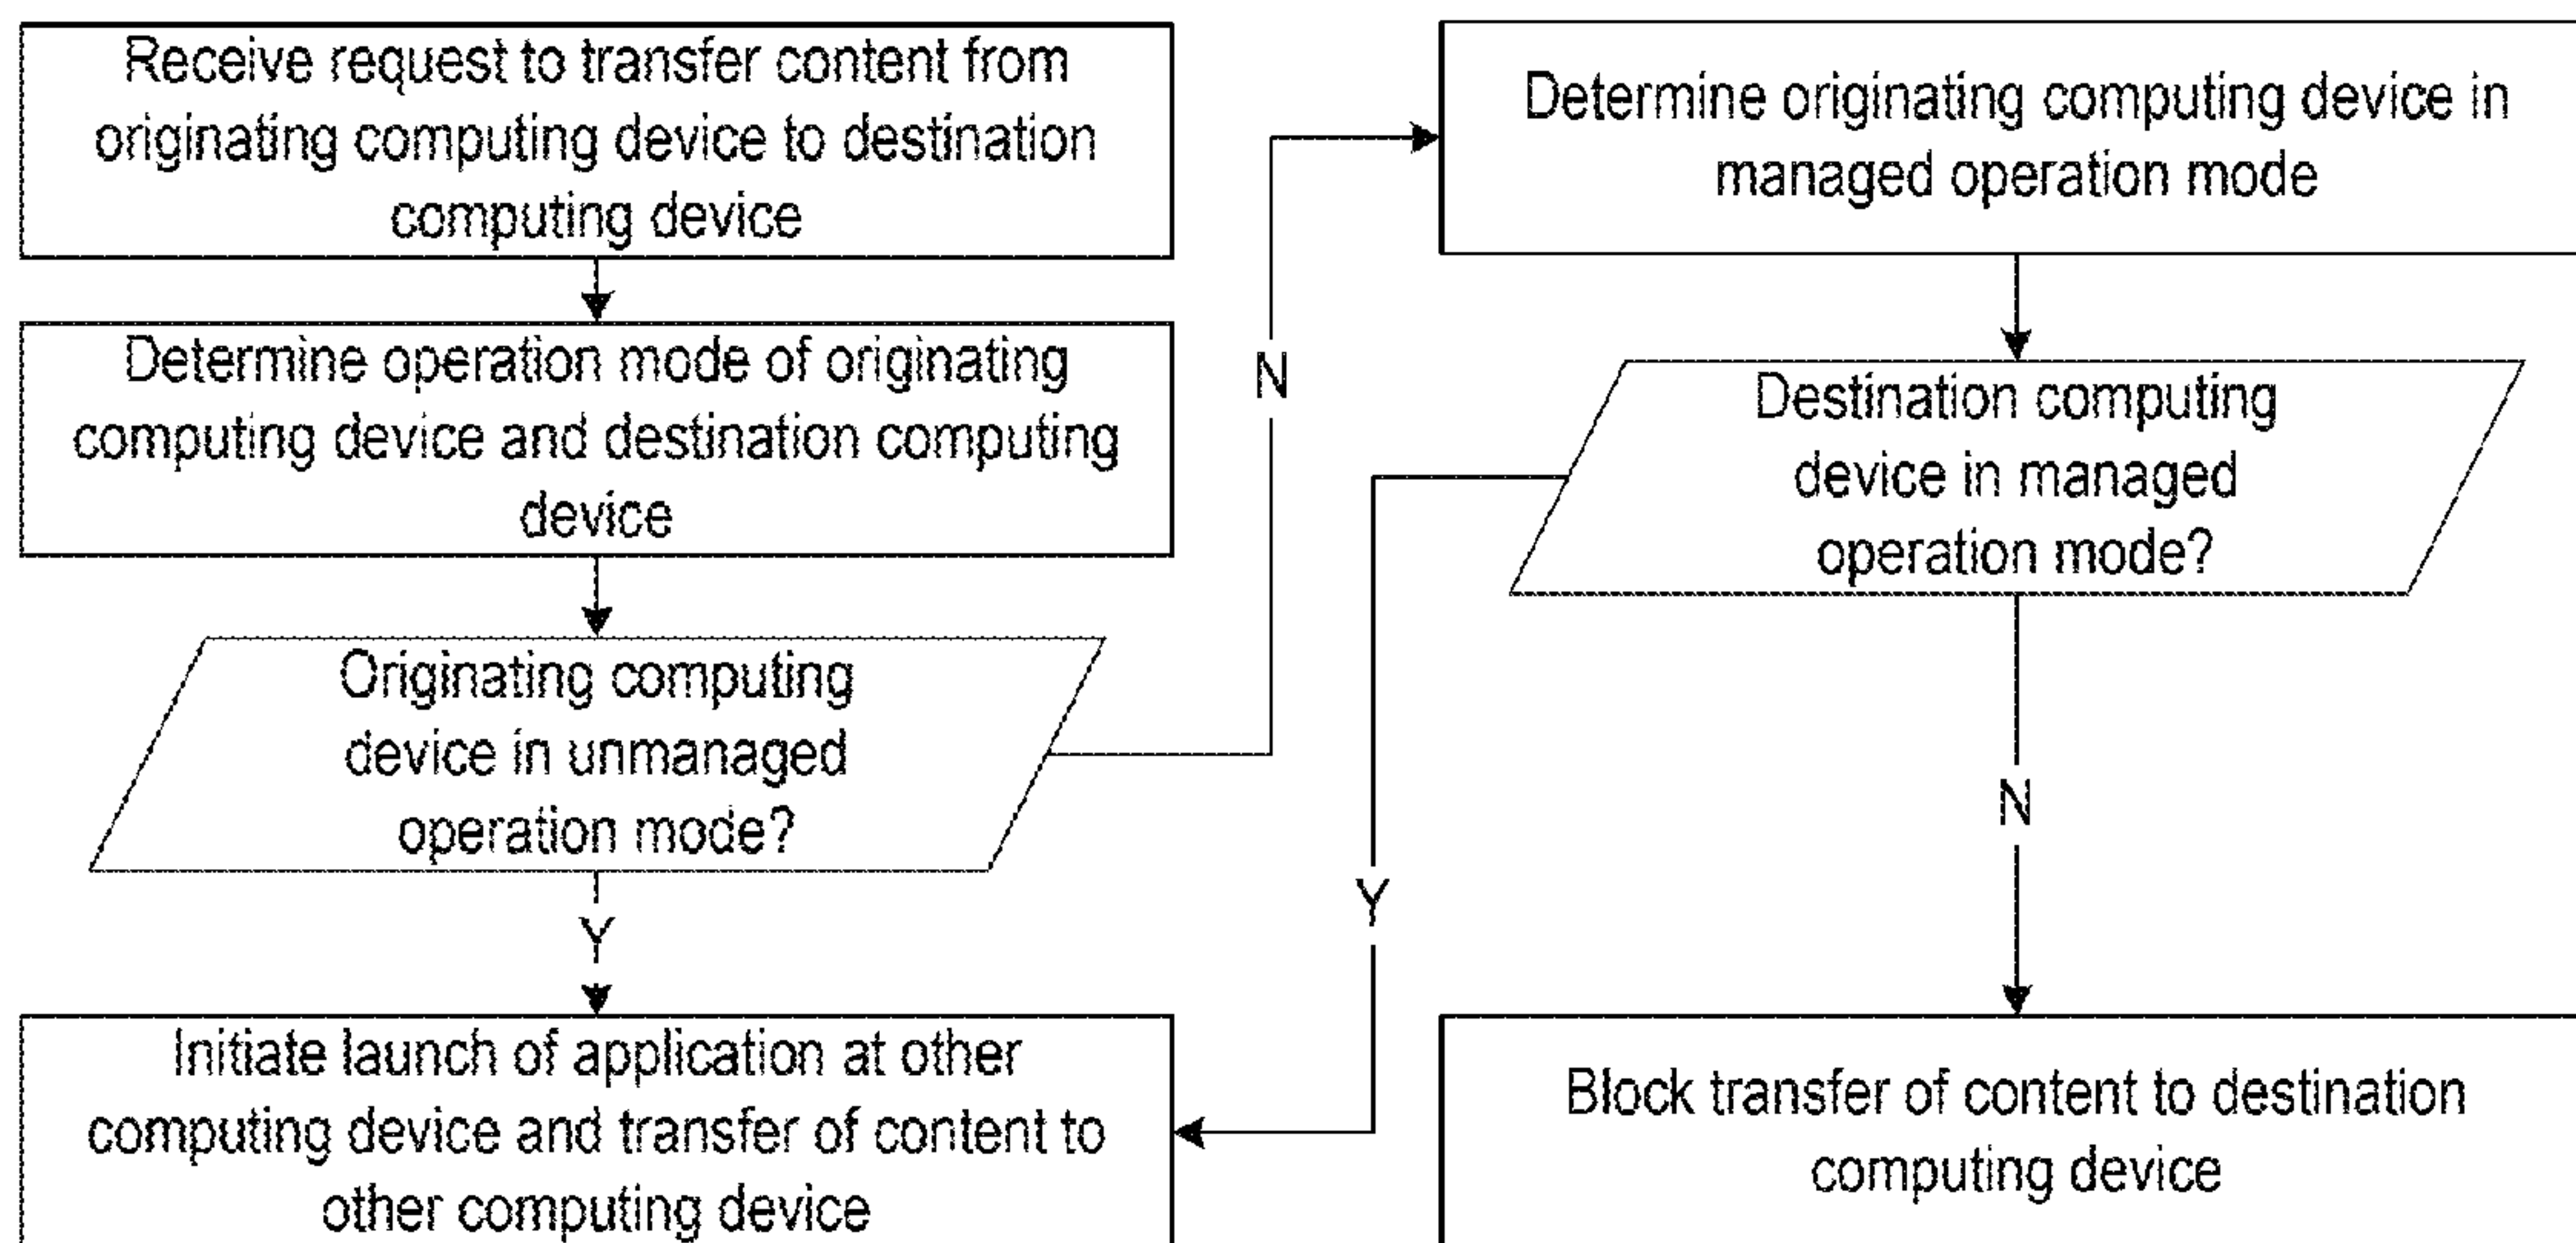 Receive request to transfer content from
originating computing device to destination
computing device
Determine operation mode of originating
computing device and destination computing
device
Originating computing
device in unmanaged
operation mode?
Y
Initiate launch of application at other
computing device and transfer of content to
other computing device
N
Determine originating computing device in
managed operation mode
Destination computing
device in managed
operation mode?
Y
N
Block transfer of content to destination
computing device